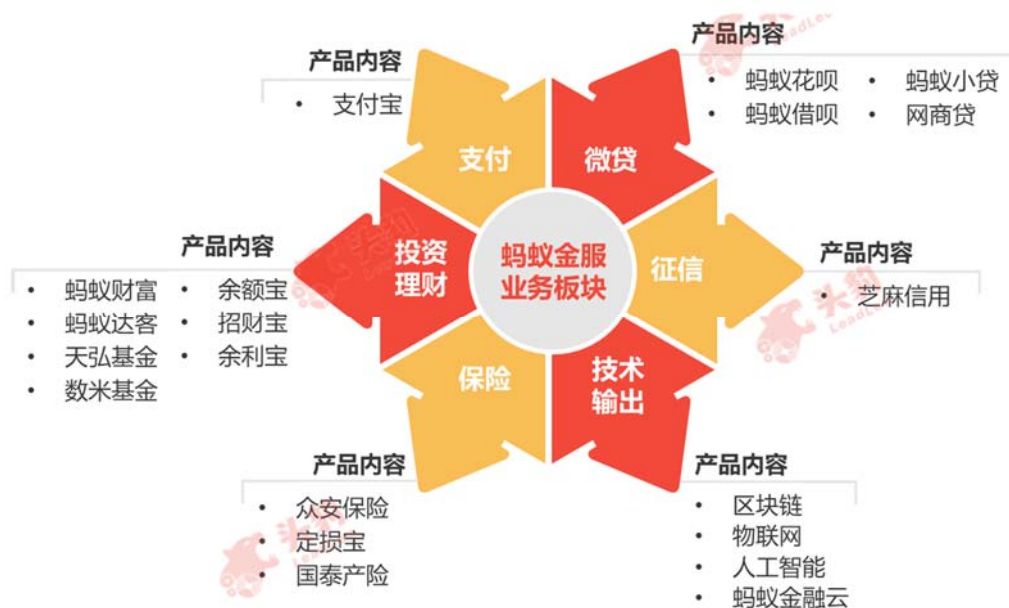 产品内容
• 支付宝
产品内容
• 蚂蚁花呗 • 蚂蚁小贷
• 蚂蚁借呗 • 网商贷
支付
微贷
产品内容
• 蚂蚁财富 • 余额宝
• 蚂蚁达客 • 招财宝
• 天弘基金 • 余利宝
• 数米基金
投资
理财
蚂蚁金服
业务板块
征信
产品内容
• 芝麻信用
保险
技术
输出
产品内容
• 众安保险
• 定损宝
• 国泰产险
产品内容
• 区块链
• 物联网
• 人工智能
• 蚂蚁金融云
头豹
LeadLeo
头豹
LeadLeo